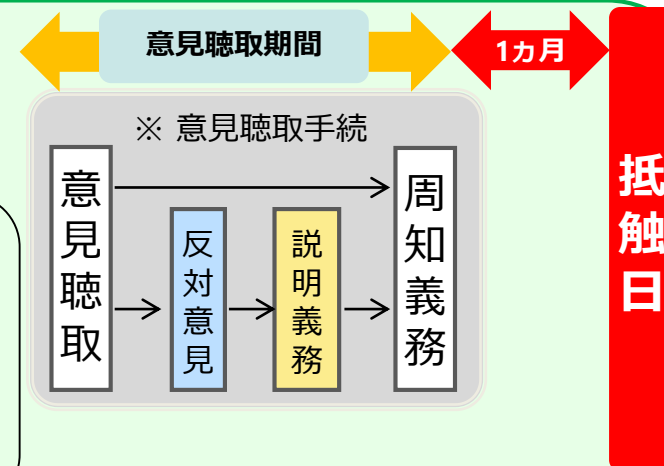 意見聴取期間
1ヵ月
※ 意見聴取手続
意見聴取
反対意見
説明義務
周知義務
抵触日